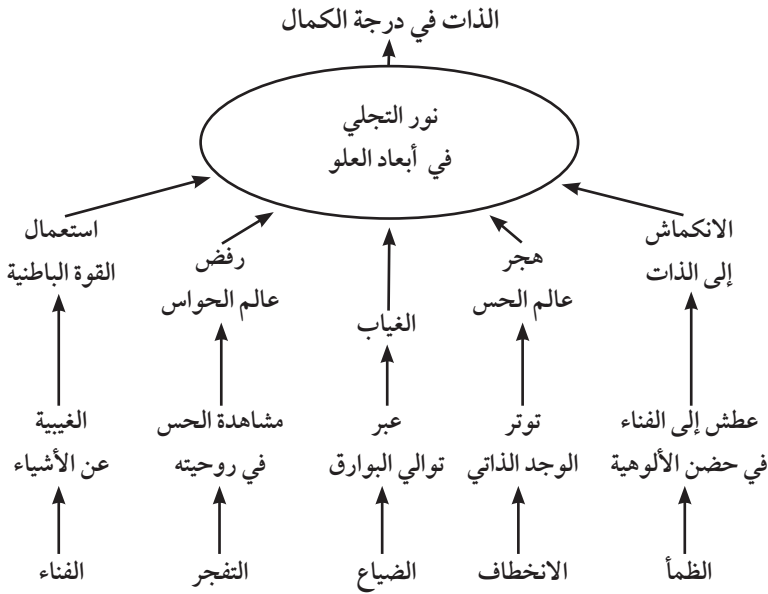 الذات في درجة الكمال
نور التجلي
في أبعاد العلو
الانكماش
إلى الذات
هجر
عالم الحس
الغياب
رفض
عالم الحواس
استعمال
القوة الباطنية
عطش إلى الفناء
في حضن الألوهية
توتر
الوجد الذاتي
عبر
توالي البوارق
مشاهدة الحس
في روحيته
الغيبية
عن الأشياء
الظمأ
الانخطاف
الضياع
التفجر
الفناء